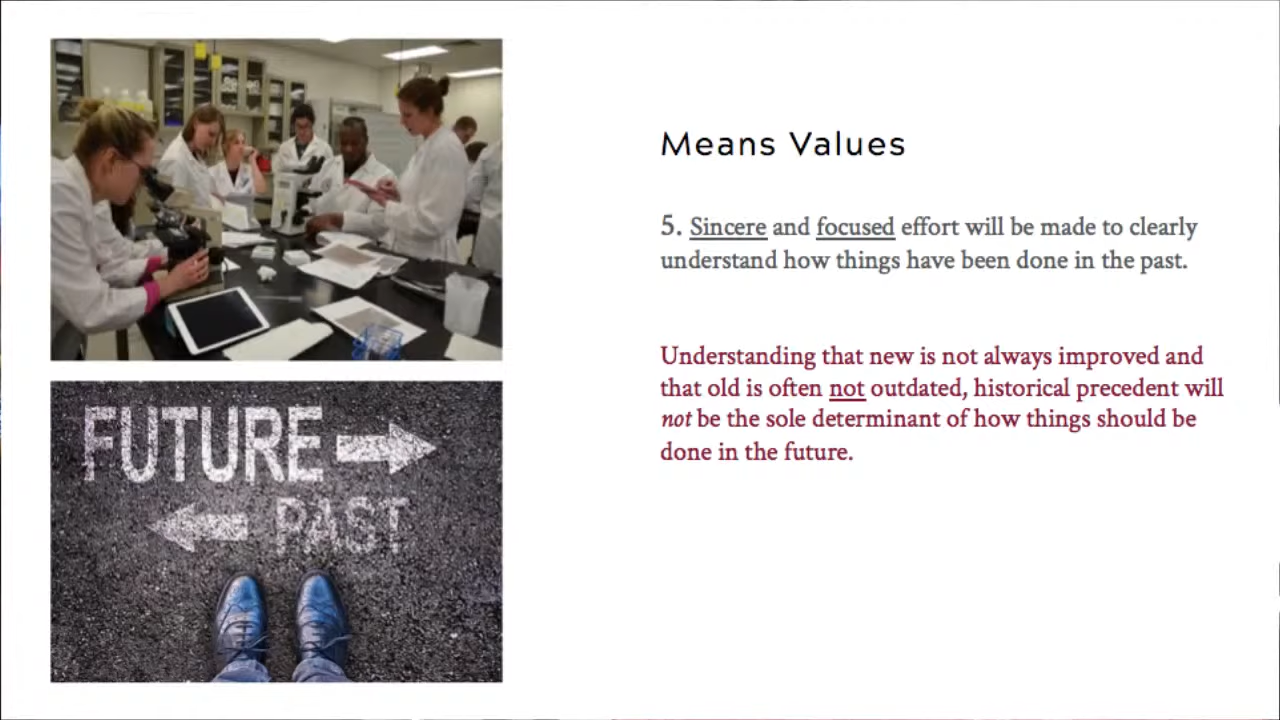 Means Values
5. Sincere and focused effort will be made to clearly
understand how things have been done in the past.
Understanding that new is not always improved and
that old is often not outdated, historical precedent will
not be the sole determinant of how things should be
done in the future.
FUTURE
PAST